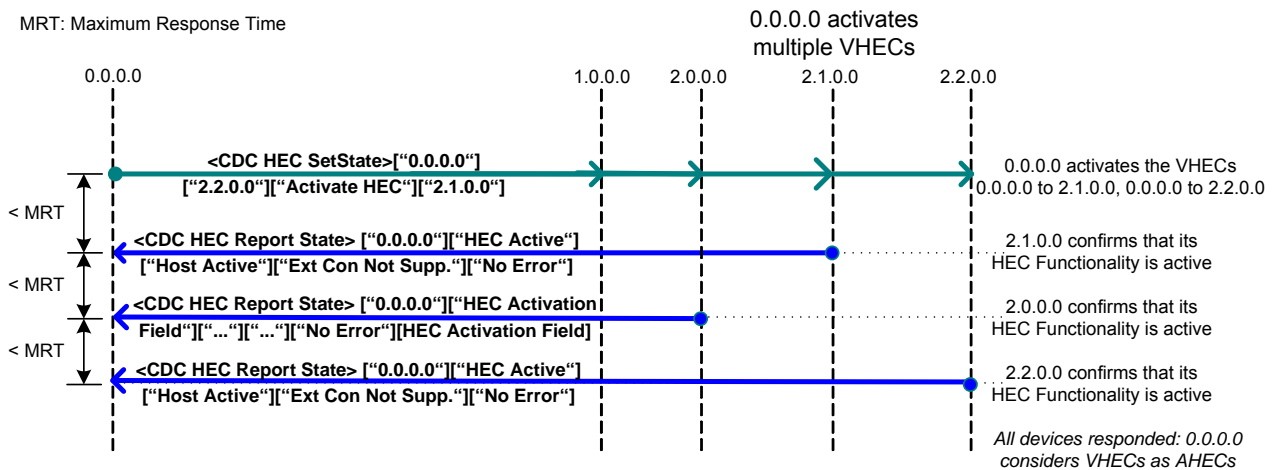 MRT: Maximum Response Time
0.0.0.0 activates
multiple VHECs
0.0.0.0
1.0.0.0
2.0.0.0
2.1.0.0
2.2.0.0
<CDC HEC SetState>[“0.0.0.0“]
[“2.2.0.0“][“Activate HEC“][“2.1.0.0“]
0.0.0.0 activates the VHECs
0.0.0.0 to 2.1.0.0, 0.0.0.0 to 2.2.0.0
< MRT
<CDC HEC Report State> [“0.0.0.0“][“HEC Active“]
[“Host Active“][“Ext Con Not Supp.“][“No Error“]
2.1.0.0 confirms that its
HEC Functionality is active
< MRT
<CDC HEC Report State> [“0.0.0.0“][“HEC Activation
Field“][“...“][“...“][“No Error“][HEC Activation Field]
2.0.0.0 confirms that its
HEC Functionality is active
< MRT
<CDC HEC Report State> [“0.0.0.0“][“HEC Active“]
[“Host Active“][“Ext Con Not Supp.“][“No Error“]
2.2.0.0 confirms that its
HEC Functionality is active
All devices responded: 0.0.0.0
considers VHECs as AHECs